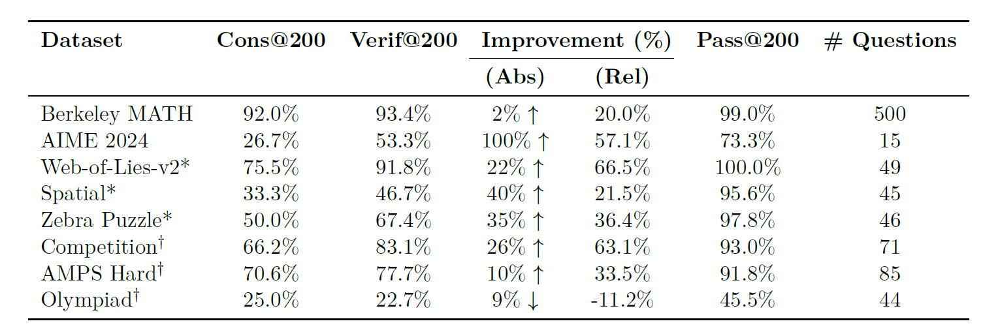 Dataset Cons@200 Verif@200 Improvement (%) Pass@200 # Questions
(Abs) (Rel)
Berkeley MATH 92.0% 93.4% 2% ↑ 20.0% 99.0% 500
AIME 2024 26.7% 53.3% 100% ↑ 57.1% 73.3% 15
Web-of-Lies-v2* 75.5% 91.8% 22% ↑ 66.5% 100.0% 49
Spatial* 33.3% 46.7% 40% ↑ 21.5% 95.6% 45
Zebra Puzzle* 50.0% 67.4% 35% ↑ 36.4% 97.8% 46
Competition† 66.2% 83.1% 26% ↑ 63.1% 93.0% 71
AMPS Hard† 70.6% 77.7% 10% ↑ 33.5% 91.8% 85
Olympiad† 25.0% 22.7% 9% ↓ -11.2% 45.5% 44